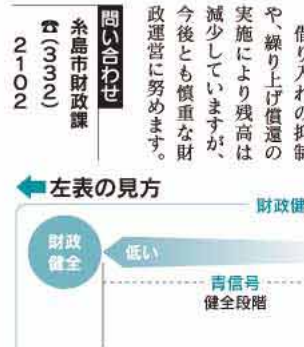 借り入れの抑制
や、繰り上げ償還の
実施により残高は
減少していますが、
今後とも慎重な財
政運営に努めます。
問い合わせ
糸島市財政課
☎(332)
2102
左表の見方
財政健
財政
健全
低い
青信号
健全段階